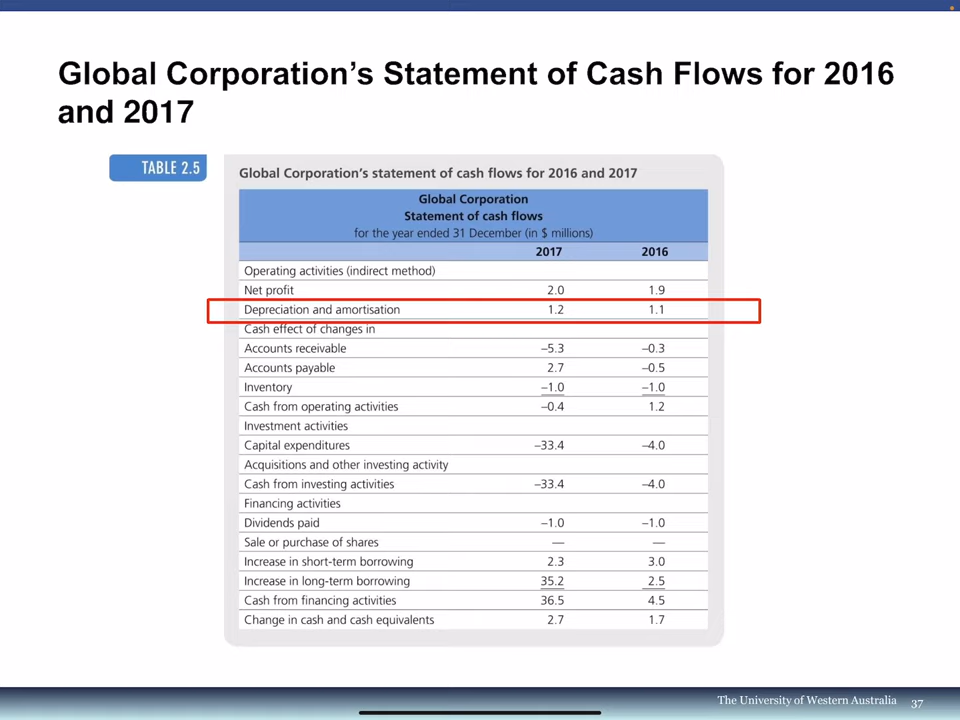 Global Corporation's Statement of Cash Flows for 2016
and 2017
TABLE 2.5
Global Corporation's statement of cash flows for 2016 and 2017
Global Corporation
Statement of cash flows
for the year ended 31 December (in $ millions)
2017 2016
Operating activities (indirect method)
Net profit 2.0 1.9
Depreciation and amortisation 1.2 1.1
Cash effect of changes in
Accounts receivable –5.3 –0.3
Accounts payable 2.7 –0.5
Inventory –1.0 –1.0
Cash from operating activities –0.4 1.2
Investment activities
Capital expenditures –33.4 –4.0
Acquisitions and other investing activity
Cash from investing activities –33.4 –4.0
Financing activities
Dividends paid –1.0 –1.0
Sale or purchase of shares — —
Increase in short-term borrowing 2.3 3.0
Increase in long-term borrowing 35.2 2.5
Cash from financing activities 36.5 4.5
Change in cash and cash equivalents 2.7 1.7
The University of Western Australia 37